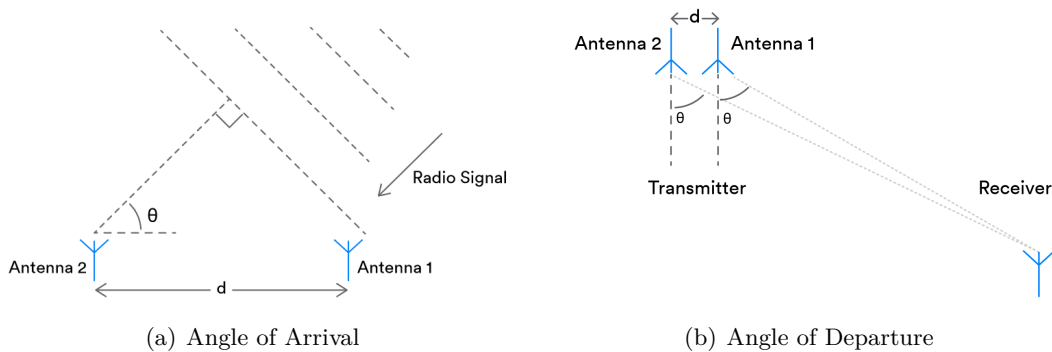 θ
Radio Signal
Antenna 2
Antenna 1
d
(a) Angle of Arrival
d
Antenna 2
Antenna 1
θ
θ
Transmitter
Receiver
(b) Angle of Departure